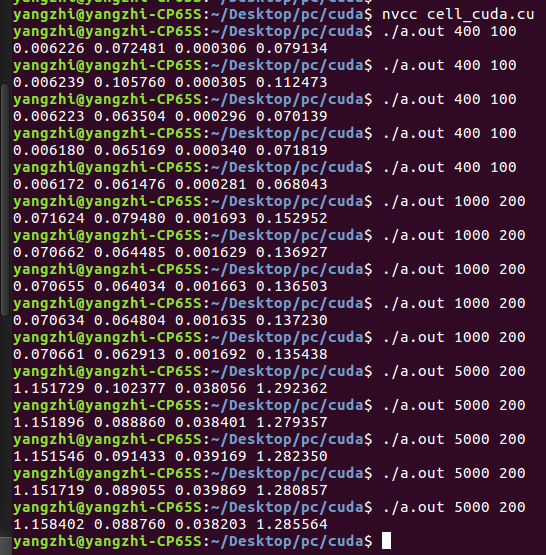 yangzhi@yangzhi-CP65S:~/Desktop/pc/cuda$ nvcc cell_cuda.cu
yangzhi@yangzhi-CP65S:~/Desktop/pc/cuda$ ./a.out 400 100
0.006226 0.072481 0.000306 0.079134
yangzhi@yangzhi-CP65S:~/Desktop/pc/cuda$ ./a.out 400 100
0.006239 0.105760 0.000305 0.112473
yangzhi@yangzhi-CP65S:~/Desktop/pc/cuda$ ./a.out 400 100
0.006223 0.063504 0.000296 0.070139
yangzhi@yangzhi-CP65S:~/Desktop/pc/cuda$ ./a.out 400 100
0.006180 0.065169 0.000340 0.071819
yangzhi@yangzhi-CP65S:~/Desktop/pc/cuda$ ./a.out 400 100
0.006172 0.061476 0.000281 0.068043
yangzhi@yangzhi-CP65S:~/Desktop/pc/cuda$ ./a.out 1000 200
0.071624 0.079480 0.001693 0.152952
yangzhi@yangzhi-CP65S:~/Desktop/pc/cuda$ ./a.out 1000 200
0.070662 0.064485 0.001629 0.136927
yangzhi@yangzhi-CP65S:~/Desktop/pc/cuda$ ./a.out 1000 200
0.070655 0.064034 0.001663 0.136503
yangzhi@yangzhi-CP65S:~/Desktop/pc/cuda$ ./a.out 1000 200
0.070634 0.064804 0.001635 0.137230
yangzhi@yangzhi-CP65S:~/Desktop/pc/cuda$ ./a.out 1000 200
0.070661 0.062913 0.001692 0.135438
yangzhi@yangzhi-CP65S:~/Desktop/pc/cuda$ ./a.out 5000 200
1.151729 0.102377 0.038056 1.292362
yangzhi@yangzhi-CP65S:~/Desktop/pc/cuda$ ./a.out 5000 200
1.151896 0.088860 0.038401 1.279357
yangzhi@yangzhi-CP65S:~/Desktop/pc/cuda$ ./a.out 5000 200
1.151546 0.091433 0.039169 1.282350
yangzhi@yangzhi-CP65S:~/Desktop/pc/cuda$ ./a.out 5000 200
1.151719 0.089055 0.039869 1.280857
yangzhi@yangzhi-CP65S:~/Desktop/pc/cuda$ ./a.out 5000 200
1.158402 0.088760 0.038203 1.285564
yangzhi@yangzhi-CP65S:~/Desktop/pc/cuda$